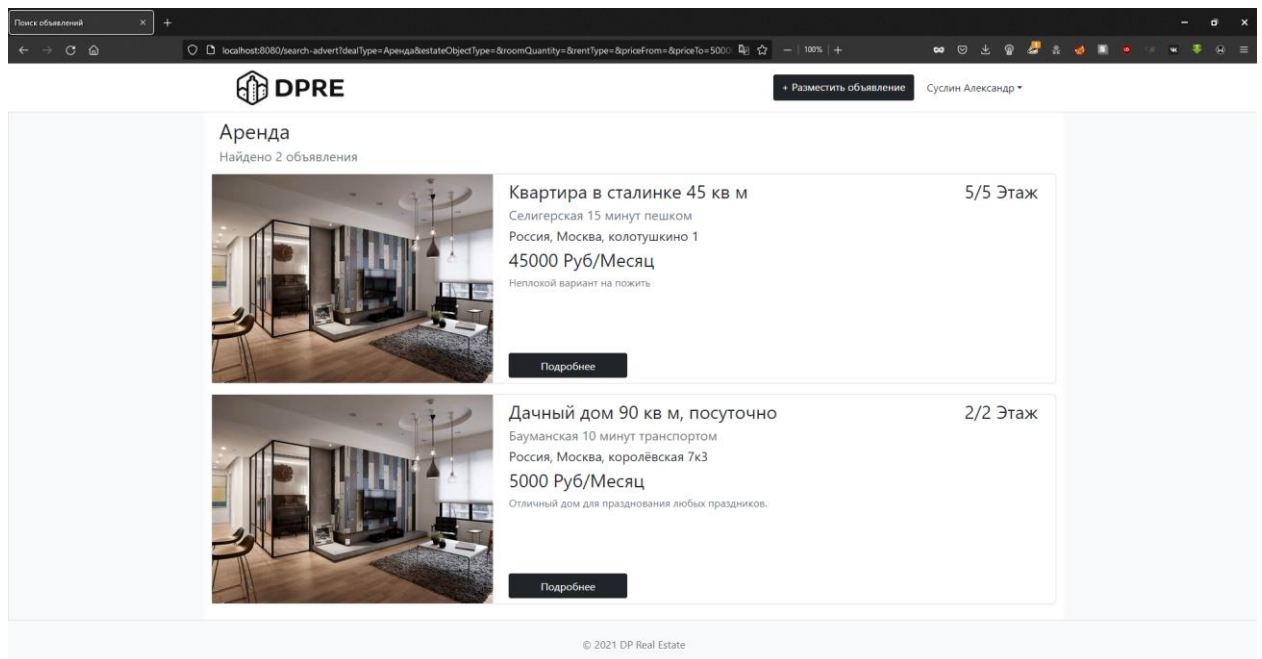 Поиск объявлений
localhost:8080/search-advert?dealType=Аренда&estateObjectType=&roomQuantity=&rentType=&priceFrom=&priceTo=5000
100%
DPRE
+ Разместить объявление
Суслин Александр
Аренда
Найдено 2 объявления
Квартира в сталинке 45 кв м
5/5 Этаж
Селигерская 15 минут пешком
Россия, Москва, колотушкино 1
45000 Руб/Месяц
Неплохой вариант на пожить
Подробнее
Дачный дом 90 кв м, посуточно
2/2 Этаж
Бауманская 10 минут транспортом
Россия, Москва, королёвская 7к3
5000 Руб/Месяц
Отличный дом для празднования любых праздников.
Подробнее
© 2021 DP Real Estate